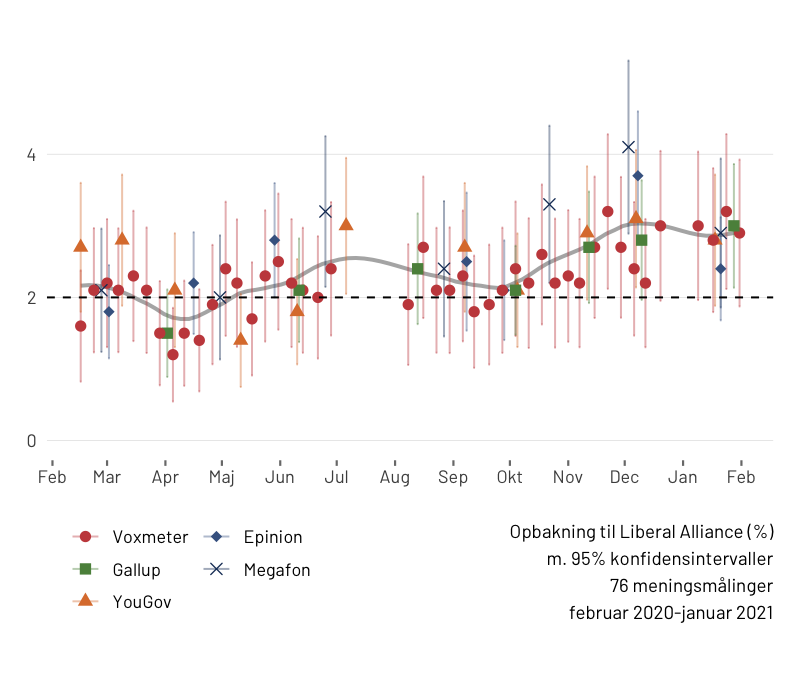 4
2
0
Feb Mar Apr Maj Jun Jul Aug Sep Okt Nov Dec Jan Feb
Voxmeter
Gallup
YouGov
Epinion
Megafon
Opbakning til Liberal Alliance (%)
m. 95% konfidensintervaller
76 meningsmålinger
februar 2020-januar 2021